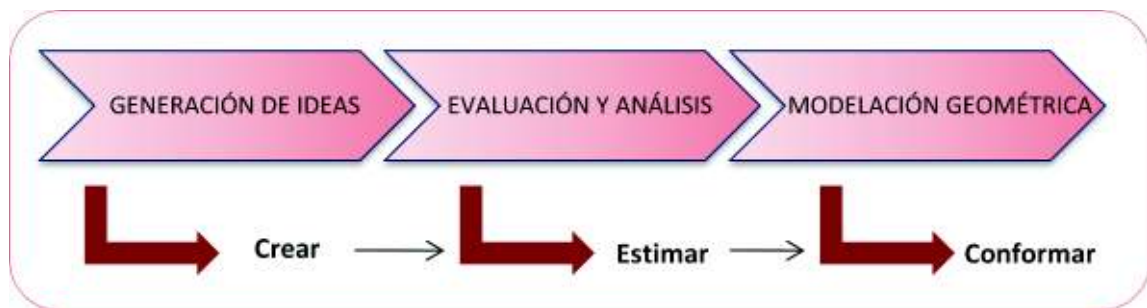 GENERACIÓN DE IDEAS
EVALUACIÓN Y ANÁLISIS
MODELACIÓN GEOMÉTRICA
Crear
Estimar
Conformar